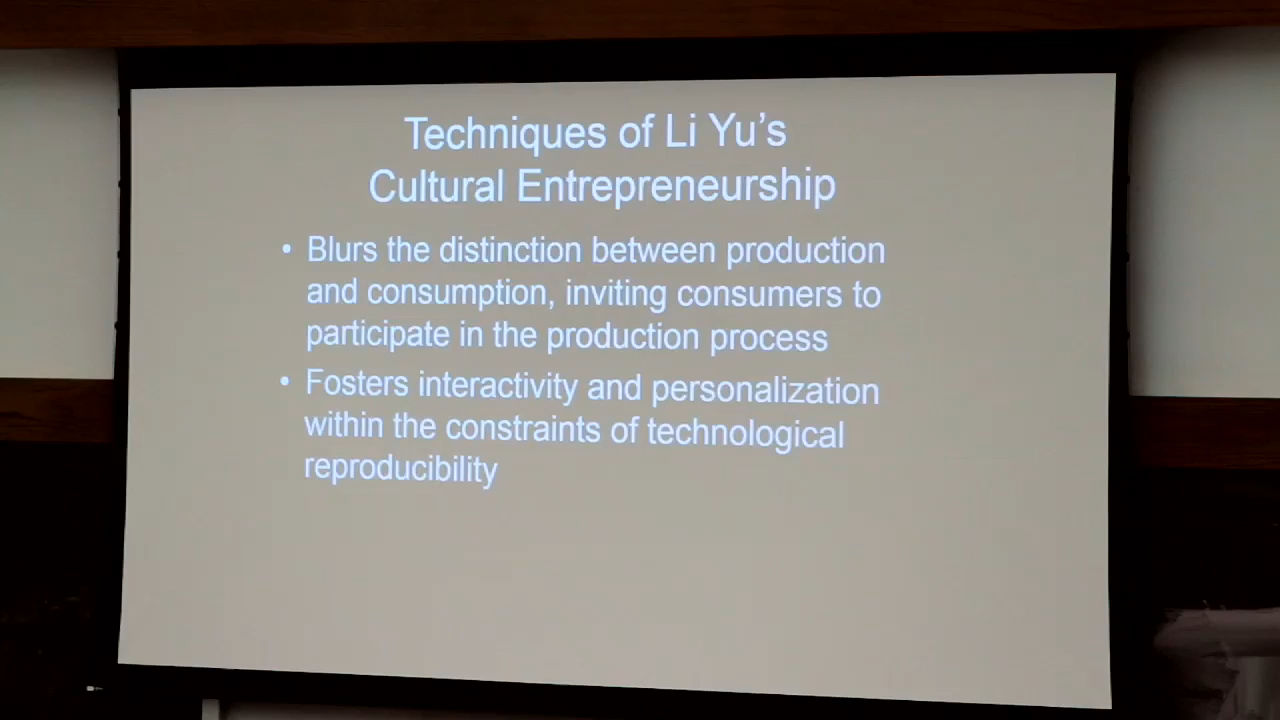 Techniques of Li Yu's
Cultural Entrepreneurship
• Blurs the distinction between production
and consumption, inviting consumers to
participate in the production process
• Fosters interactivity and personalization
within the constraints of technological
reproducibility